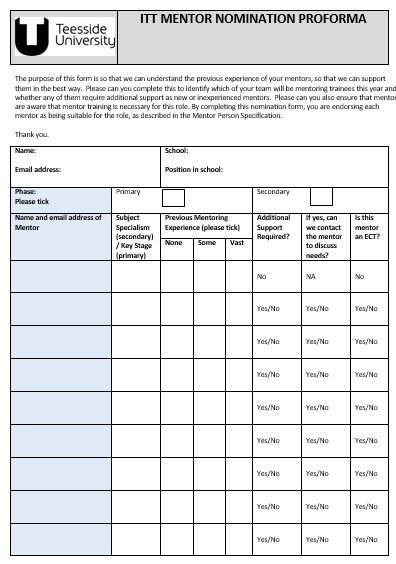 Teesside
University
ITT MENTOR NOMINATION PROFORMA
The purpose of this form is so that we can understand the previous experience of your mentors, so that we can support
them in the best way. Please can you complete this to identify which of your team will be mentoring trainees this year and
whether any of them require additional support as new or inexperienced mentors. Please can you also ensure that mentors
are aware that mentor training is necessary for this role. By completing this nomination form, you are endorsing each
mentor as being suitable for the role, as described in the Mentor Person Specification.
Thank you.
Name:
School:
Email address:
Position in school:
Phase:
Please tick
Primary
Secondary
Name and email address of
Mentor
Subject
Specialism
(secondary)
/ Key Stage
(primary)
Previous Mentoring
Experience (please tick)
None
Some
Vast
Additional
Support
Required?
If yes, can
we contact
the mentor
to discuss
needs?
Is this
mentor
an ECT?
No NA No
Yes/No Yes/No Yes/No
Yes/No Yes/No Yes/No
Yes/No Yes/No Yes/No
Yes/No Yes/No Yes/No
Yes/No Yes/No Yes/No
Yes/No Yes/No Yes/No
Yes/No Yes/No Yes/No
Yes/No Yes/No Yes/No